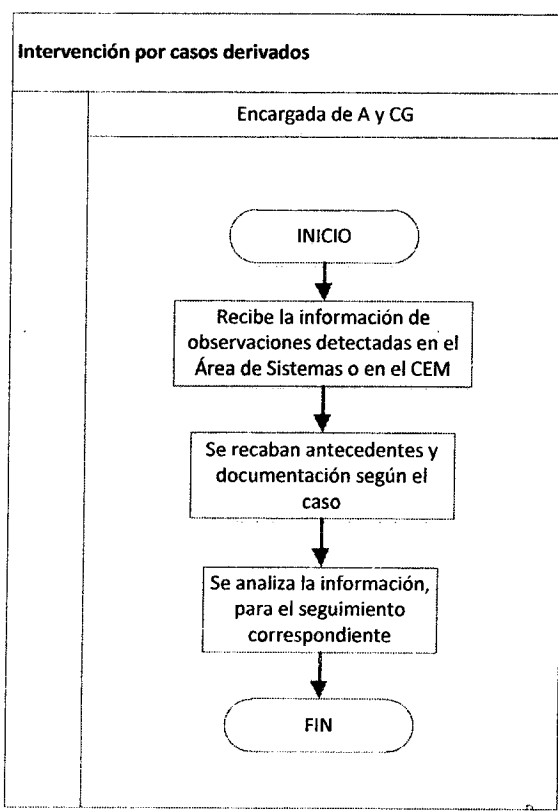 Intervención por casos derivados
Encargada de A y CG
INICIO
Recibe la información de
observaciones detectadas en el
Área de Sistemas o en el CEM
Se recaban antecedentes y
documentación según el
caso
Se analiza la información,
para el seguimiento
correspondiente
FIN